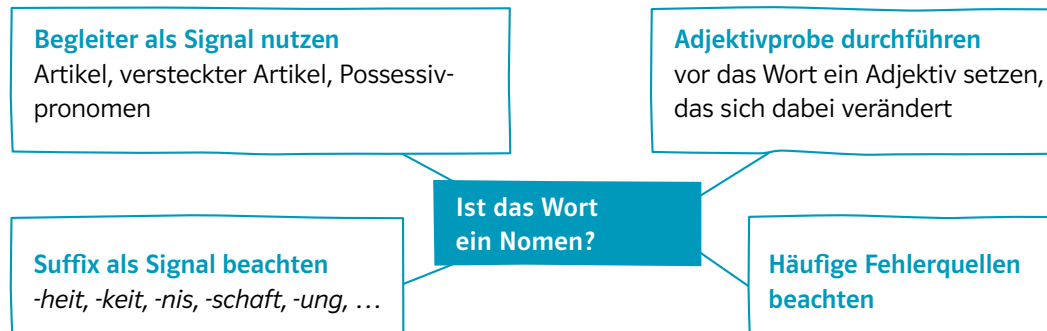 Begleiter als Signal nutzen
Artikel, versteckter Artikel, Possessiv-
pronomen
Adjektivprobe durchführen
vor das Wort ein Adjektiv setzen,
das sich dabei verändert
Ist das Wort
ein Nomen?
Suffix als Signal beachten
-heit, -keit, -nis, -schaft, -ung, …
Häufige Fehlerquellen
beachten